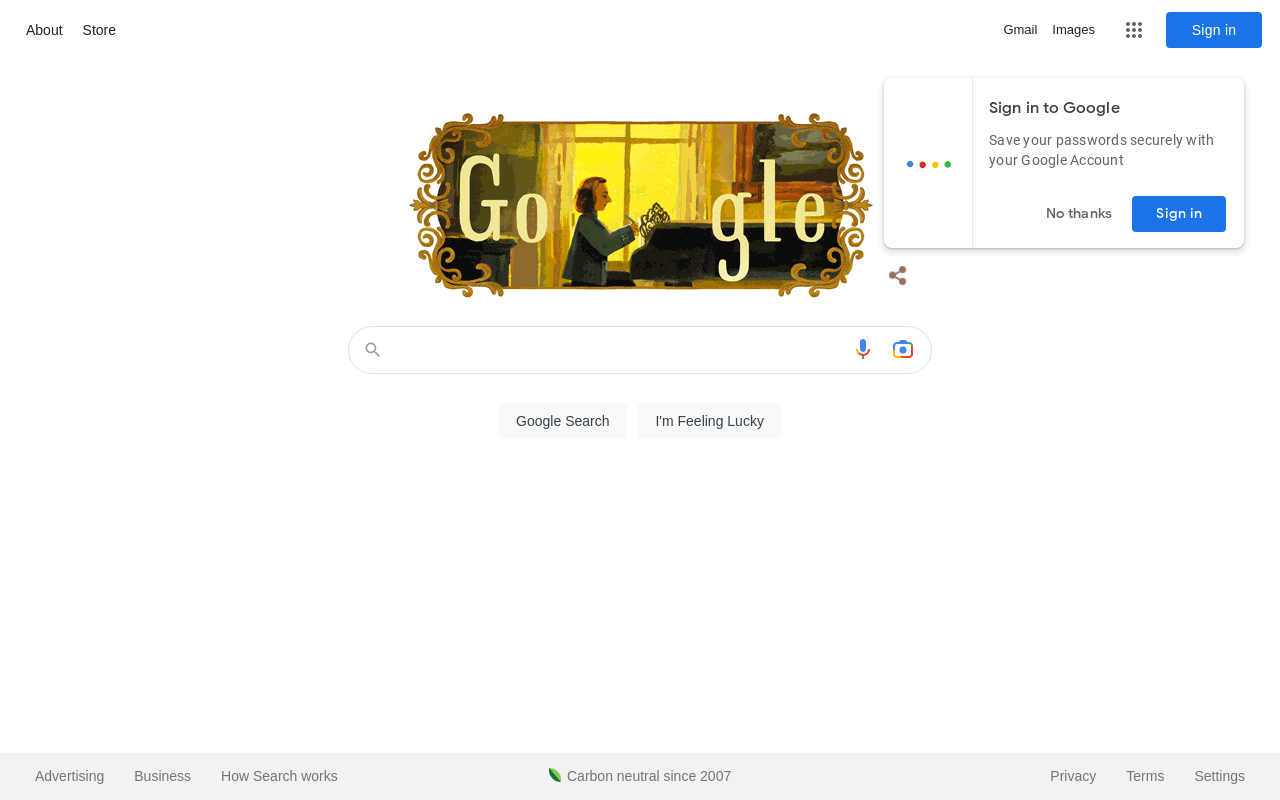 About Store
Gmail Images Sign in
Go gle
Sign in to Google
Save your passwords securely with
your Google Account
No thanks Sign in
Google Search I'm Feeling Lucky
Advertising Business How Search works
Carbon neutral since 2007
Privacy Terms Settings